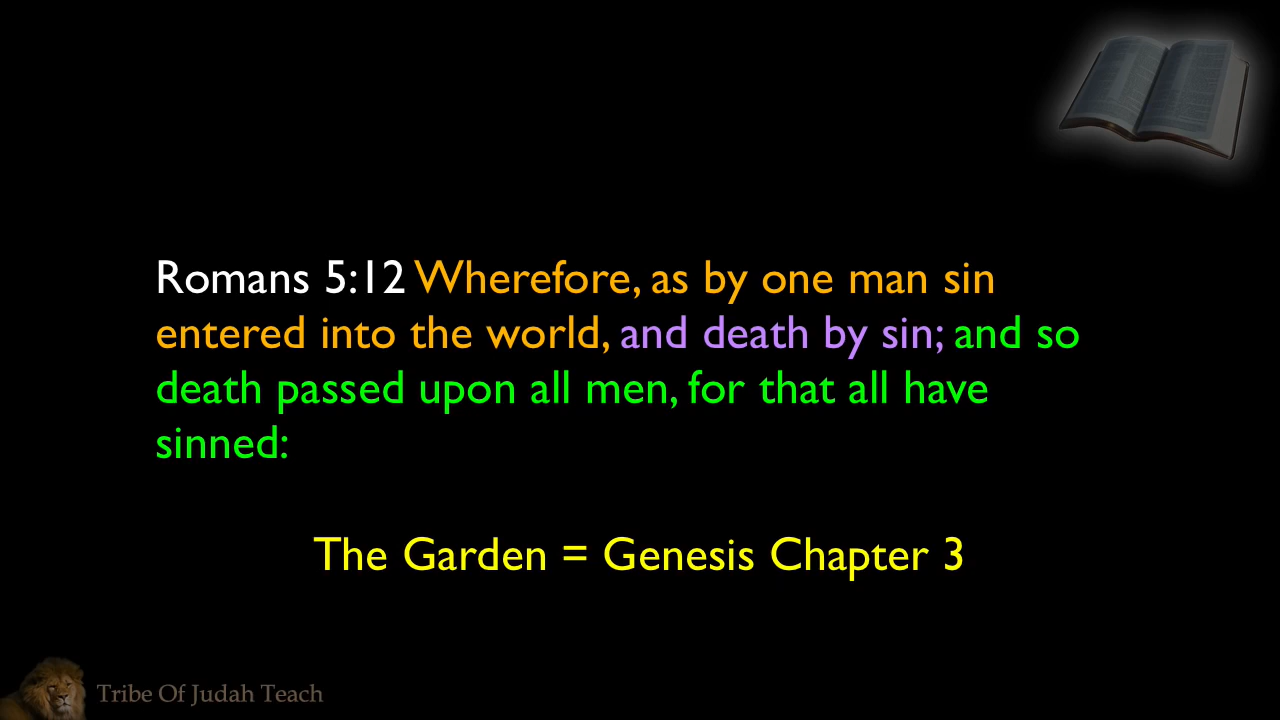 Romans 5:12 Wherefore, as by one man sin
entered into the world, and death by sin; and so
death passed upon all men, for that all have
sinned:
The Garden = Genesis Chapter 3
Tribe Of Judah Teach